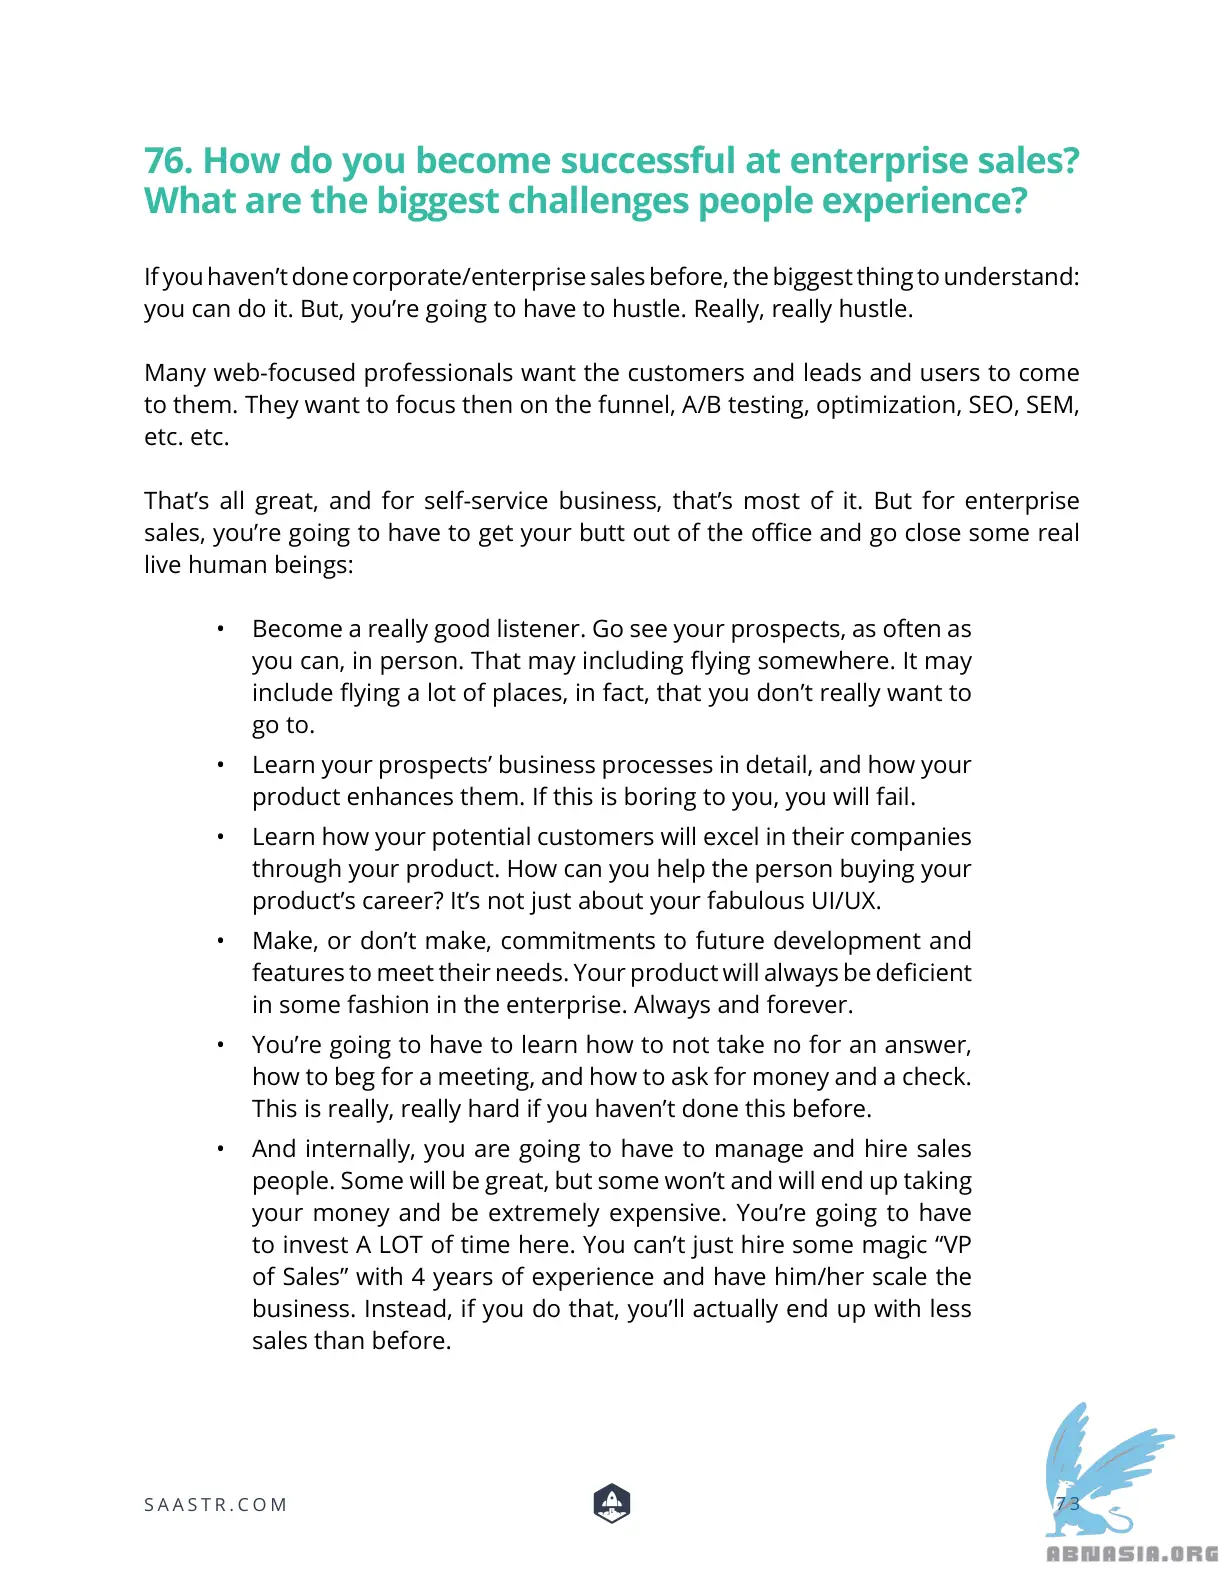 76. How do you become successful at enterprise sales?
What are the biggest challenges people experience?
If you haven’t done corporate/enterprise sales before, the biggest thing to understand:
you can do it. But, you’re going to have to hustle. Really, really hustle.
Many web-focused professionals want the customers and leads and users to come
to them. They want to focus then on the funnel, A/B testing, optimization, SEO, SEM,
etc. etc.
That’s all great, and for self-service business, that’s most of it. But for enterprise
sales, you’re going to have to get your butt out of the office and go close some real
live human beings:
• Become a really good listener. Go see your prospects, as often as
you can, in person. That may including flying somewhere. It may
include flying a lot of places, in fact, that you don’t really want to
go to.
• Learn your prospects’ business processes in detail, and how your
product enhances them. If this is boring to you, you will fail.
• Learn how your potential customers will excel in their companies
through your product. How can you help the person buying your
product’s career? It’s not just about your fabulous UI/UX.
• Make, or don’t make, commitments to future development and
features to meet their needs. Your product will always be deficient
in some fashion in the enterprise. Always and forever.
• You’re going to have to learn how to not take no for an answer,
how to beg for a meeting, and how to ask for money and a check.
This is really, really hard if you haven’t done this before.
• And internally, you are going to have to manage and hire sales
people. Some will be great, but some won’t and will end up taking
your money and be extremely expensive. You’re going to have
to invest A LOT of time here. You can’t just hire some magic “VP
of Sales” with 4 years of experience and have him/her scale the
business. Instead, if you do that, you’ll actually end up with less
sales than before.
SAASTR.COM
73
ABNASIA.ORG